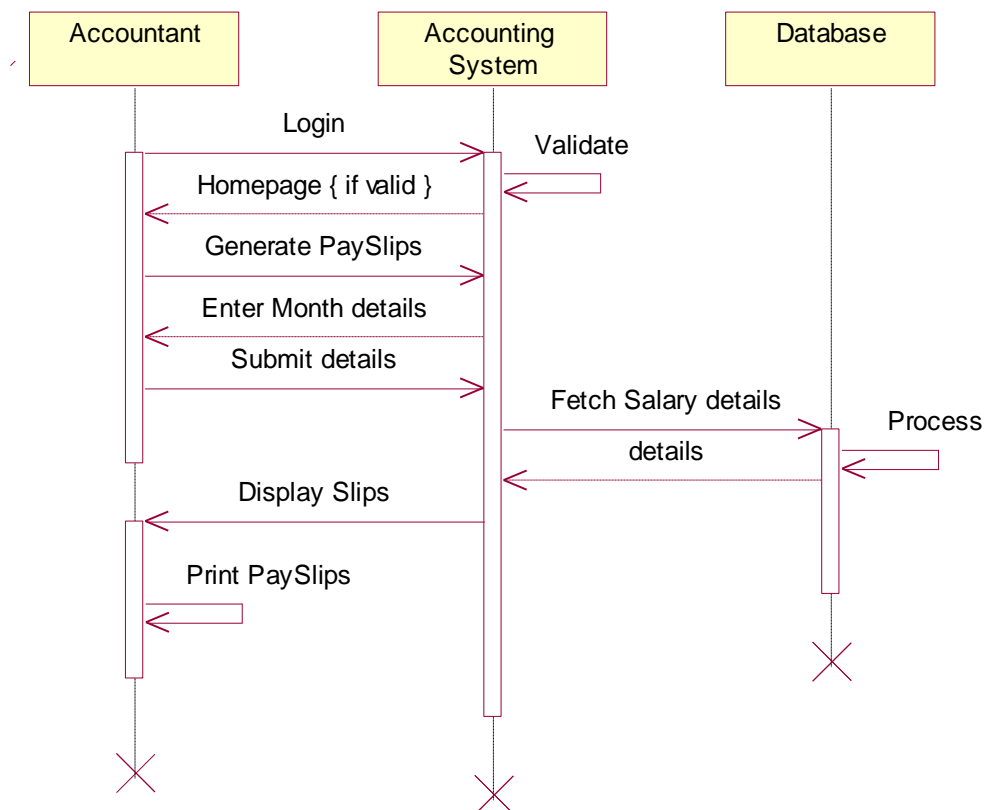 Accountant
Accounting
System
Database
Login
Validate
Homepage { if valid }
Generate PaySlips
Enter Month details
Submit details
Fetch Salary details
Process
details
Display Slips
Print PaySlips